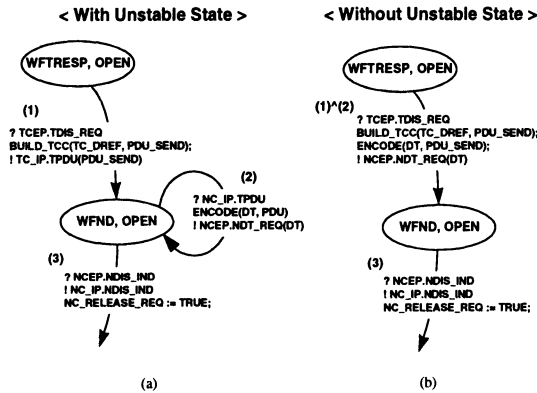 < With Unstable State >
WFTRESP, OPEN
(1)
? TCEP.TDIS_REQ
BUILD_TCC(TC_DREF, PDU_SEND);
! TC_IP.TPDU(PDU_SEND)
(2)
? NC_IP.TPDU
ENCODE(DT, PDU)
! NCEP.NDT_REQ(DT)
WFND, OPEN
(3)
? NCEP.NDIS_IND
! NC_IP.NDIS_IND
NC_RELEASE_REQ := TRUE;
(a)
< Without Unstable State >
WFTRESP, OPEN
(1)^(2)
? TCEP.TDIS_REQ
BUILD_TCC(TC_DREF, PDU_SEND);
ENCODE(DT, PDU_SEND);
! NCEP.NDT_REQ(DT)
WFND, OPEN
(3)
? NCEP.NDIS_IND
! NC_IP.NDIS_IND
NC_RELEASE_REQ := TRUE;
(b)